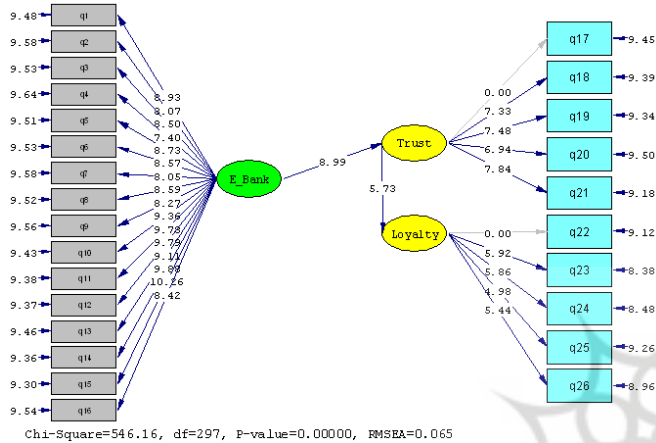 9.48 q1
9.58 q2
9.53 q3
9.64 q4
9.51 q5
9.53 q6
9.58 q7
9.52 q8
9.56 q9
9.43 q10
9.38 q11
9.37 q12
9.46 q13
9.36 q14
9.30 q15
9.54 q16
8.93
8.07
8.50
7.40
8.73
8.57
8.05
8.59
8.27
9.36
9.79
9.11
9.88
10.26
8.42
E_Bank
8.99
Trust
5.73
Loyalty
0.00
7.33
7.48
6.94
7.84
0.00
5.92
5.86
4.98
5.44
q17 9.45
q18 9.39
q19 9.34
q20 9.50
q21 9.18
q22 9.12
q23 8.38
q24 8.48
q25 9.26
q26 8.96
Chi-Square=546.16, df=297, P-value=0.00000, RMSEA=0.065